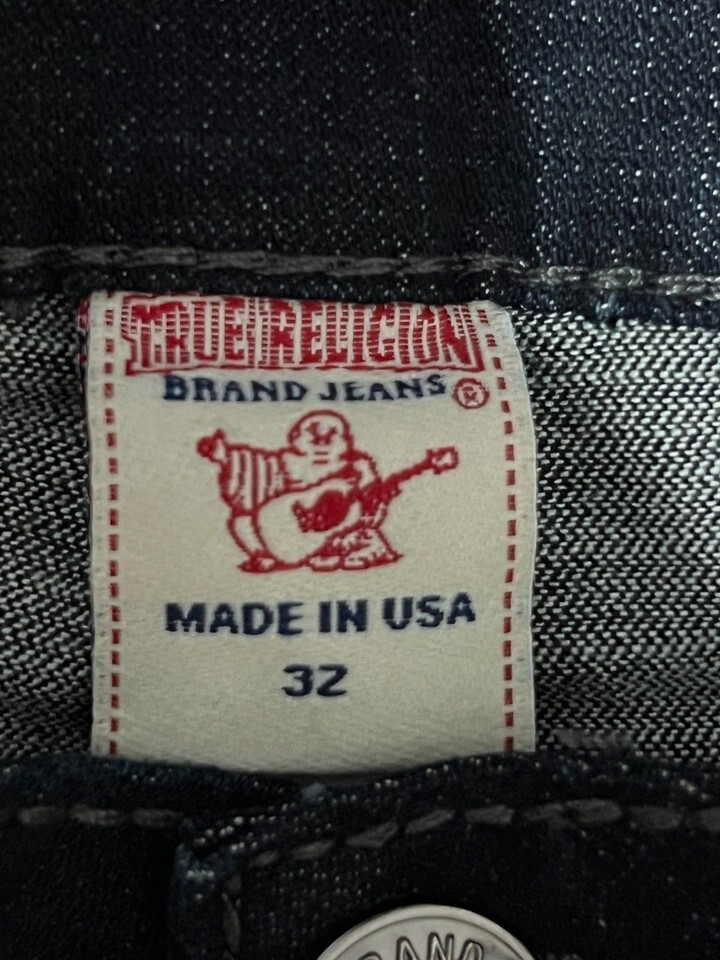 TRUE RELIGION
BRAND JEANS ®
MADE IN USA
32